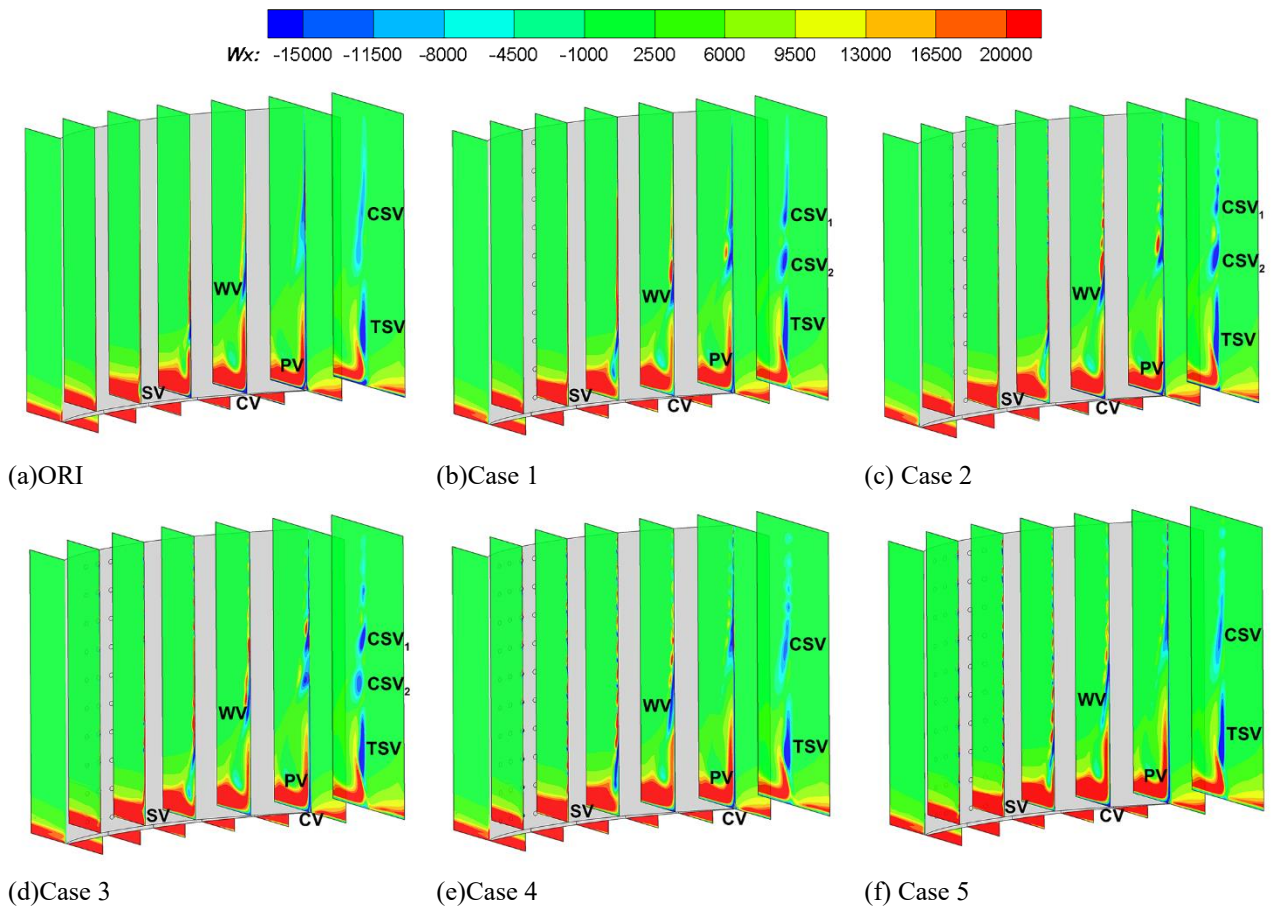 Wx: -15000 -11500 -8000 -4500 -1000 2500 6000 9500 13000 16500 20000
CSV
WV
TSV
PV
SV
CV
(a)ORI
CSV1
CSV2
WV
TSV
PV
SV
CV
(b)Case 1
CSV1
CSV2
WV
TSV
PV
SV
CV
(c) Case 2
CSV1
CSV2
WV
TSV
PV
SV
CV
(d)Case 3
CSV
WV
TSV
PV
SV
CV
(e)Case 4
CSV
WV
TSV
PV
SV
CV
(f) Case 5